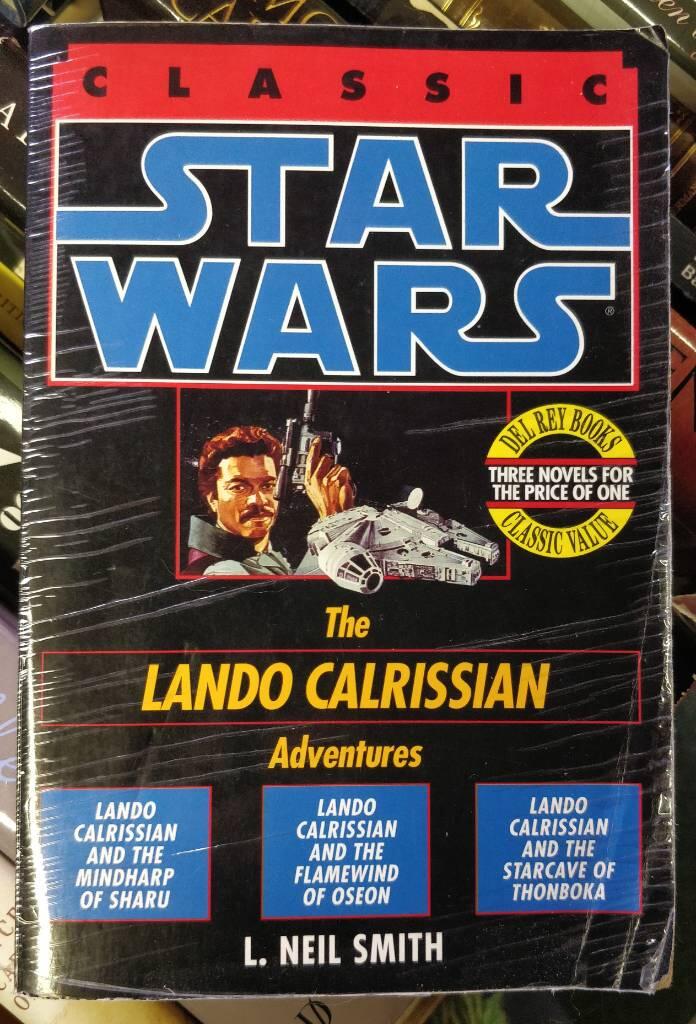 CLASSIC
STAR
WARS
®
DEL REY BOOKS
THREE NOVELS FOR
THE PRICE OF ONE
CLASSIC VALUE
The
LANDO CALRISSIAN
Adventures
LANDO
CALRISSIAN
AND THE
MINDHARP
OF SHARU
LANDO
CALRISSIAN
AND THE
FLAMEWIND
OF OSEON
LANDO
CALRISSIAN
AND THE
STARCAVE OF
THONBOKA
L. NEIL SMITH